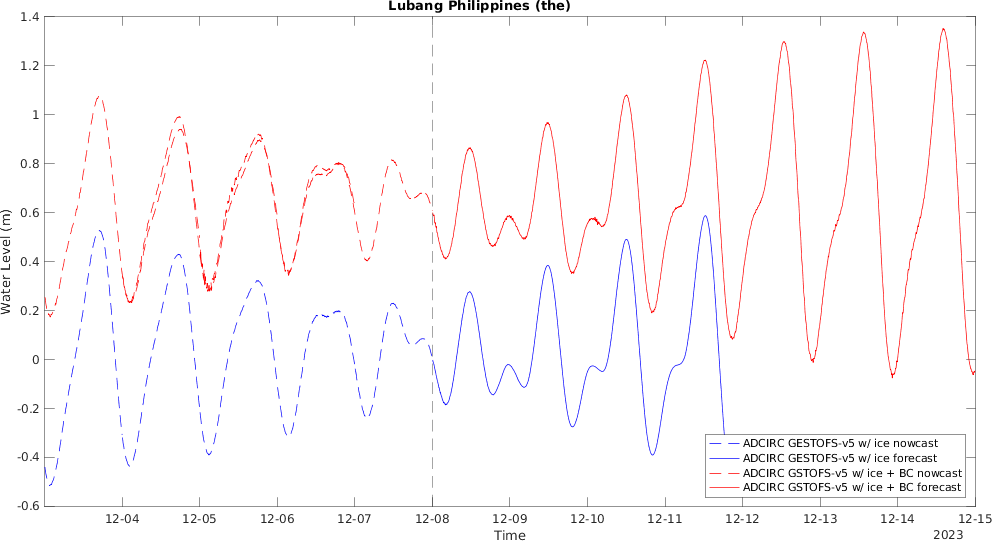 Lubang Philippines (the)
Water Level (m)
1.4
1.2
1
0.8
0.6
0.4
0.2
0
-0.2
-0.4
-0.6
ADCIRC GESTOFS-v5 w/ ice nowcast
ADCIRC GESTOFS-v5 w/ ice forecast
ADCIRC GSTOFS-v5 w/ ice + BC nowcast
ADCIRC GSTOFS-v5 w/ ice + BC forecast
12-04 12-05 12-06 12-07 12-08 12-09 12-10 12-11 12-12 12-13 12-14 12-15
Time
2023